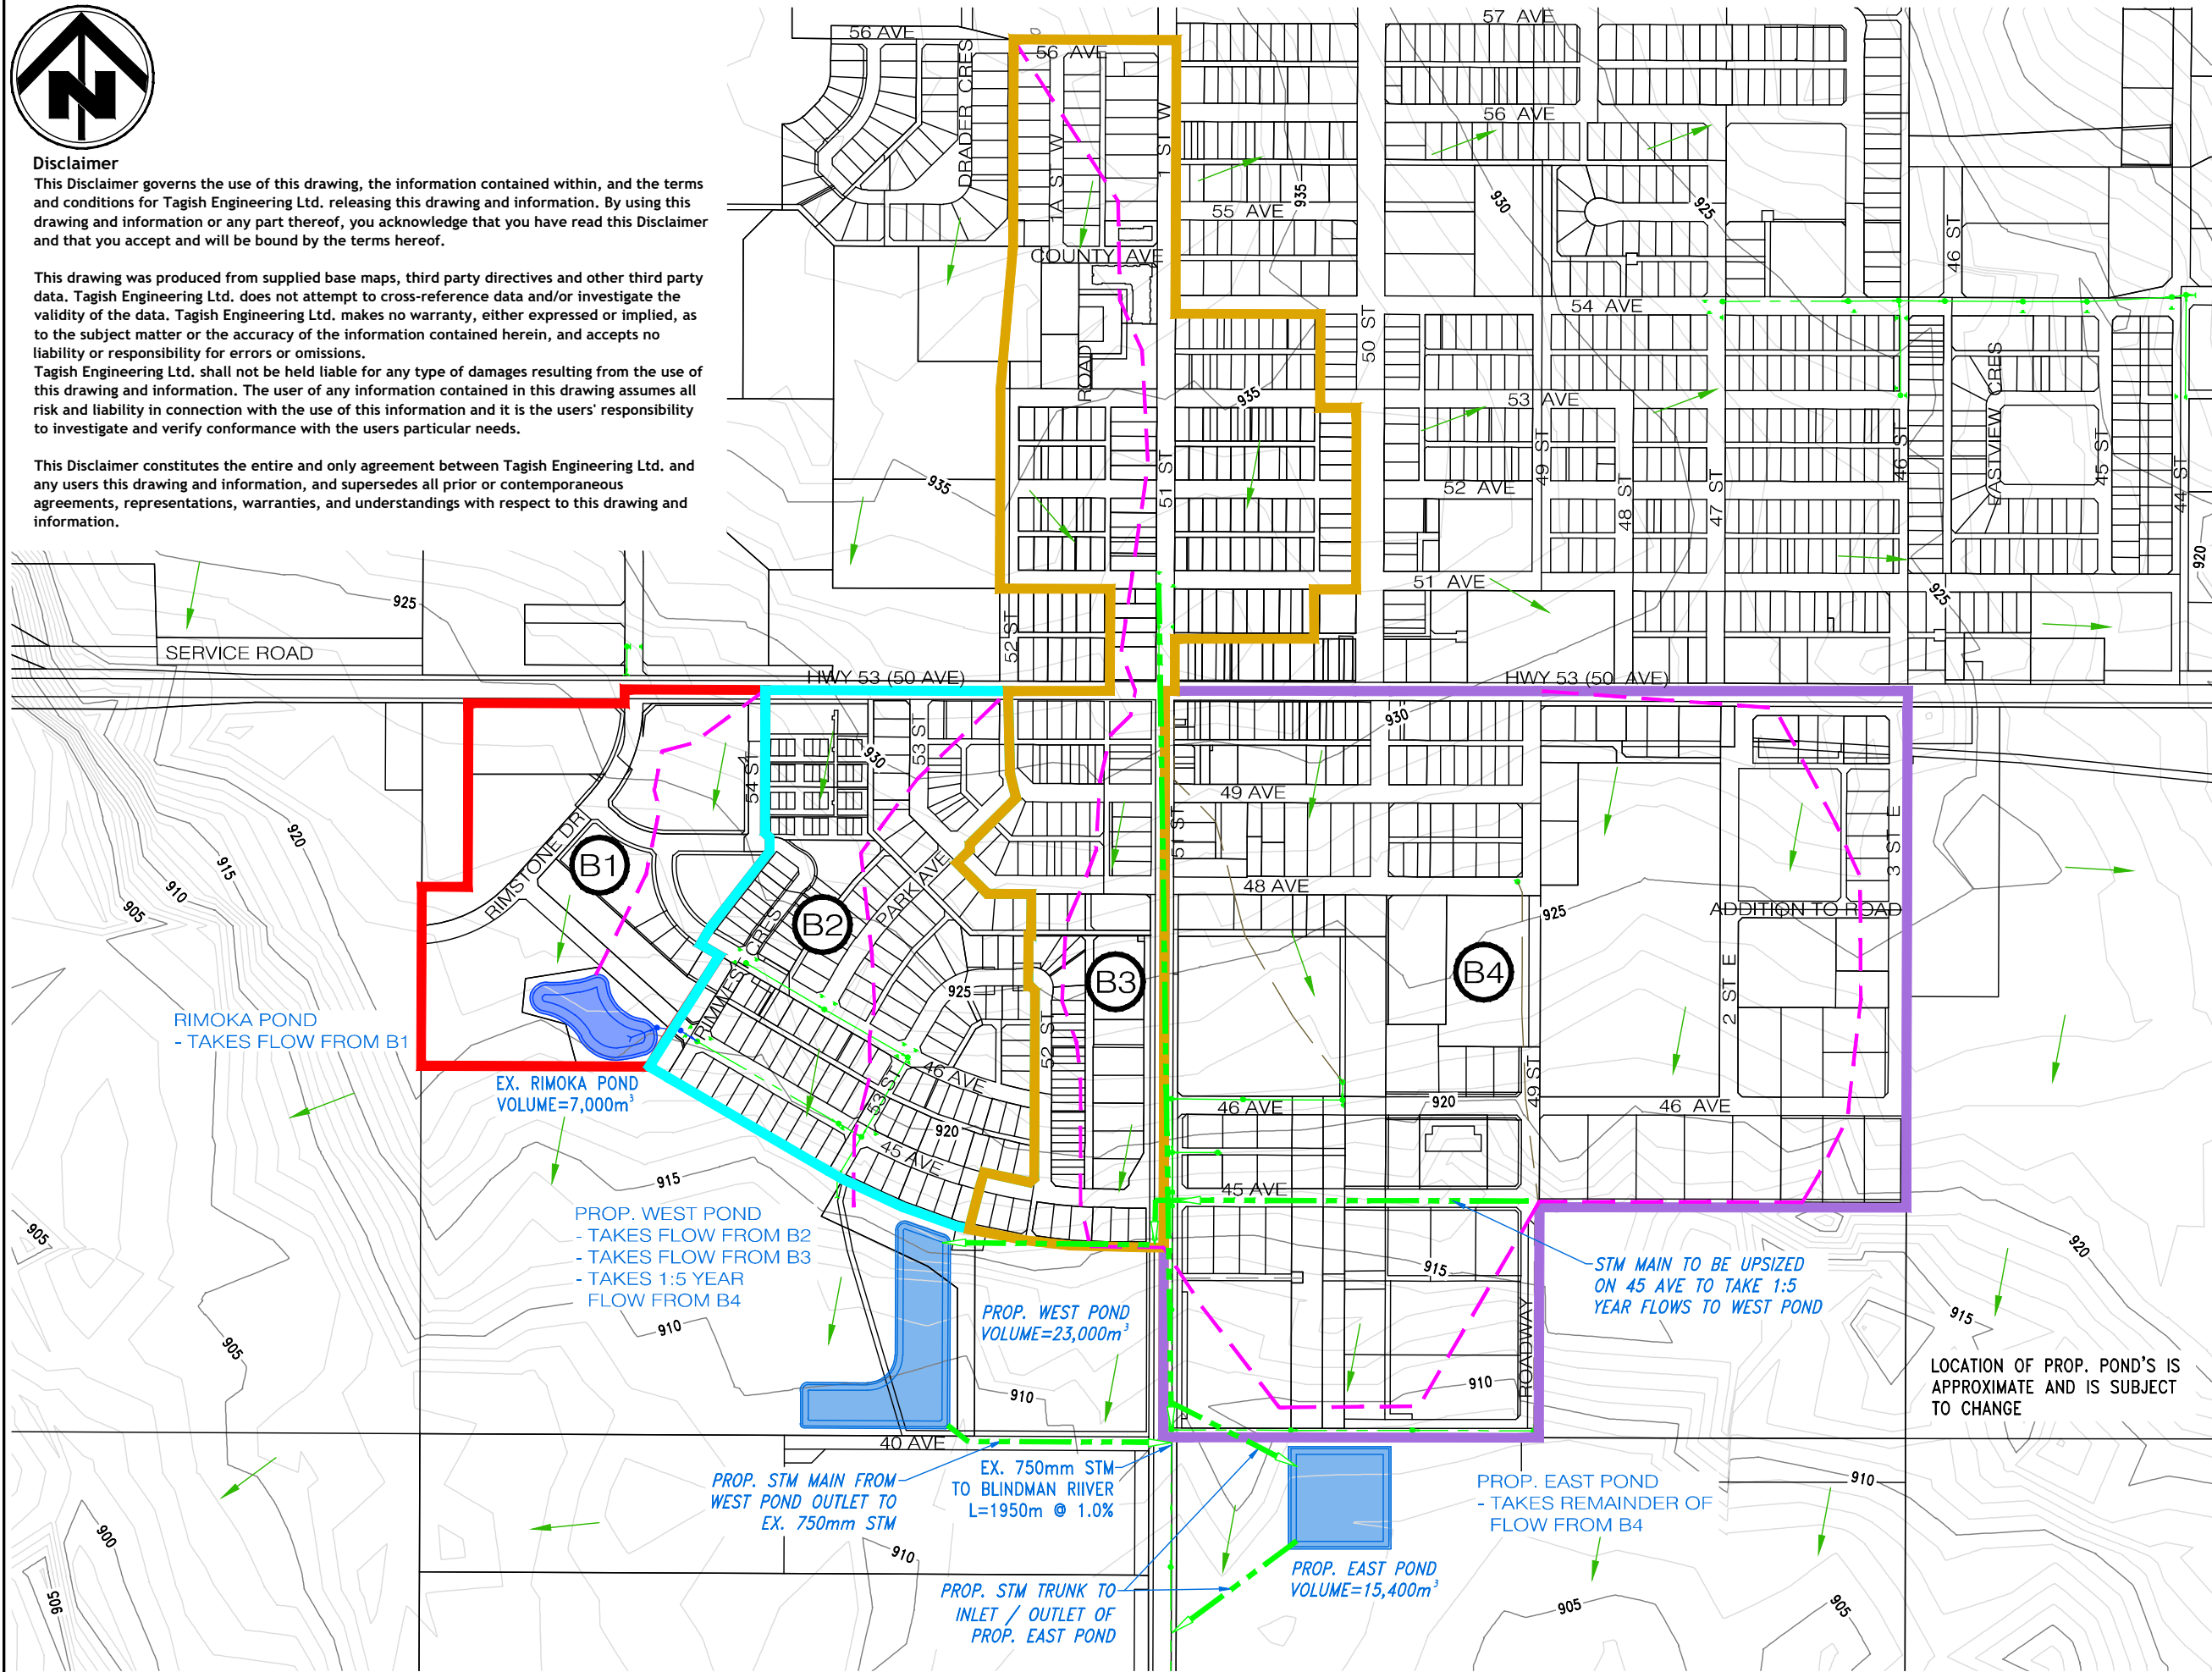 N
Disclaimer
This Disclaimer governs the use of this drawing, the information contained within, and the terms
and conditions for Tagish Engineering Ltd. releasing this drawing and information. By using this
drawing and information or any part thereof, you acknowledge that you have read this Disclaimer
and that you accept and will be bound by the terms hereof.
This drawing was produced from supplied base maps, third party directives and other third party
data. Tagish Engineering Ltd. does not attempt to cross-reference data and/or investigate the
validity of the data. Tagish Engineering Ltd. makes no warranty, either expressed or implied, as
to the subject matter or the accuracy of the information contained herein, and accepts no
liability or responsibility for errors or omissions.
Tagish Engineering Ltd. shall not be held liable for any type of damages resulting from the use of
this drawing and information. The user of any information contained in this drawing assumes all
risk and liability in connection with the use of this information and it is the users' responsibility
to investigate and verify conformance with the users particular needs.
This Disclaimer constitutes the entire and only agreement between Tagish Engineering Ltd. and
any users this drawing and information, and supersedes all prior or contemporaneous
agreements, representations, warranties, and understandings with respect to this drawing and
information.
56 AVE
DRADER CRES
56 AVE
1A ST W
1 ST W
57 AVE
56 AVE
55 AVE
935
930
925
COUNTY AVE
ROAD
46 ST
54 AVE
50 ST
935
53 AVE
EASTVIEW CRES
51 ST
52 AVE
49 ST
48 ST
47 ST
46 ST
45 ST
44 ST
935
925
51 AVE
925
920
52 ST
SERVICE ROAD
HWY 53 (50 AVE)
HWY 53 (50 AVE)
930
53 ST
930
54 ST
49 AVE
51 ST
3 ST E
920
915
910
905
RIMSTONE DR
B1
B2
PARK AVE
48 AVE
925
ADDITION TO ROAD
RIMWEST CRES
B3
B4
925
2 ST E
RIMOKA POND
- TAKES FLOW FROM B1
52 ST
49 ST
EX. RIMOKA POND
VOLUME=7,000m³
46 AVE
53 ST
46 AVE
920
46 AVE
920
45 AVE
915
45 AVE
905
PROP. WEST POND
- TAKES FLOW FROM B2
- TAKES FLOW FROM B3
- TAKES 1:5 YEAR
FLOW FROM B4
910
905
PROP. WEST POND
VOLUME=23,000m³
910
915
910
ROADWAY
STM MAIN TO BE UPSIZED
ON 45 AVE TO TAKE 1:5
YEAR FLOWS TO WEST POND
920
915
LOCATION OF PROP. POND'S IS
APPROXIMATE AND IS SUBJECT
TO CHANGE
40 AVE
PROP. STM MAIN FROM
WEST POND OUTLET TO
EX. 750mm STM
EX. 750mm STM
TO BLINDMAN RIIVER
L=1950m @ 1.0%
PROP. EAST POND
- TAKES REMAINDER OF
FLOW FROM B4
910
900
905
910
PROP. STM TRUNK TO
INLET / OUTLET OF
PROP. EAST POND
PROP. EAST POND
VOLUME=15,400m³
905
905